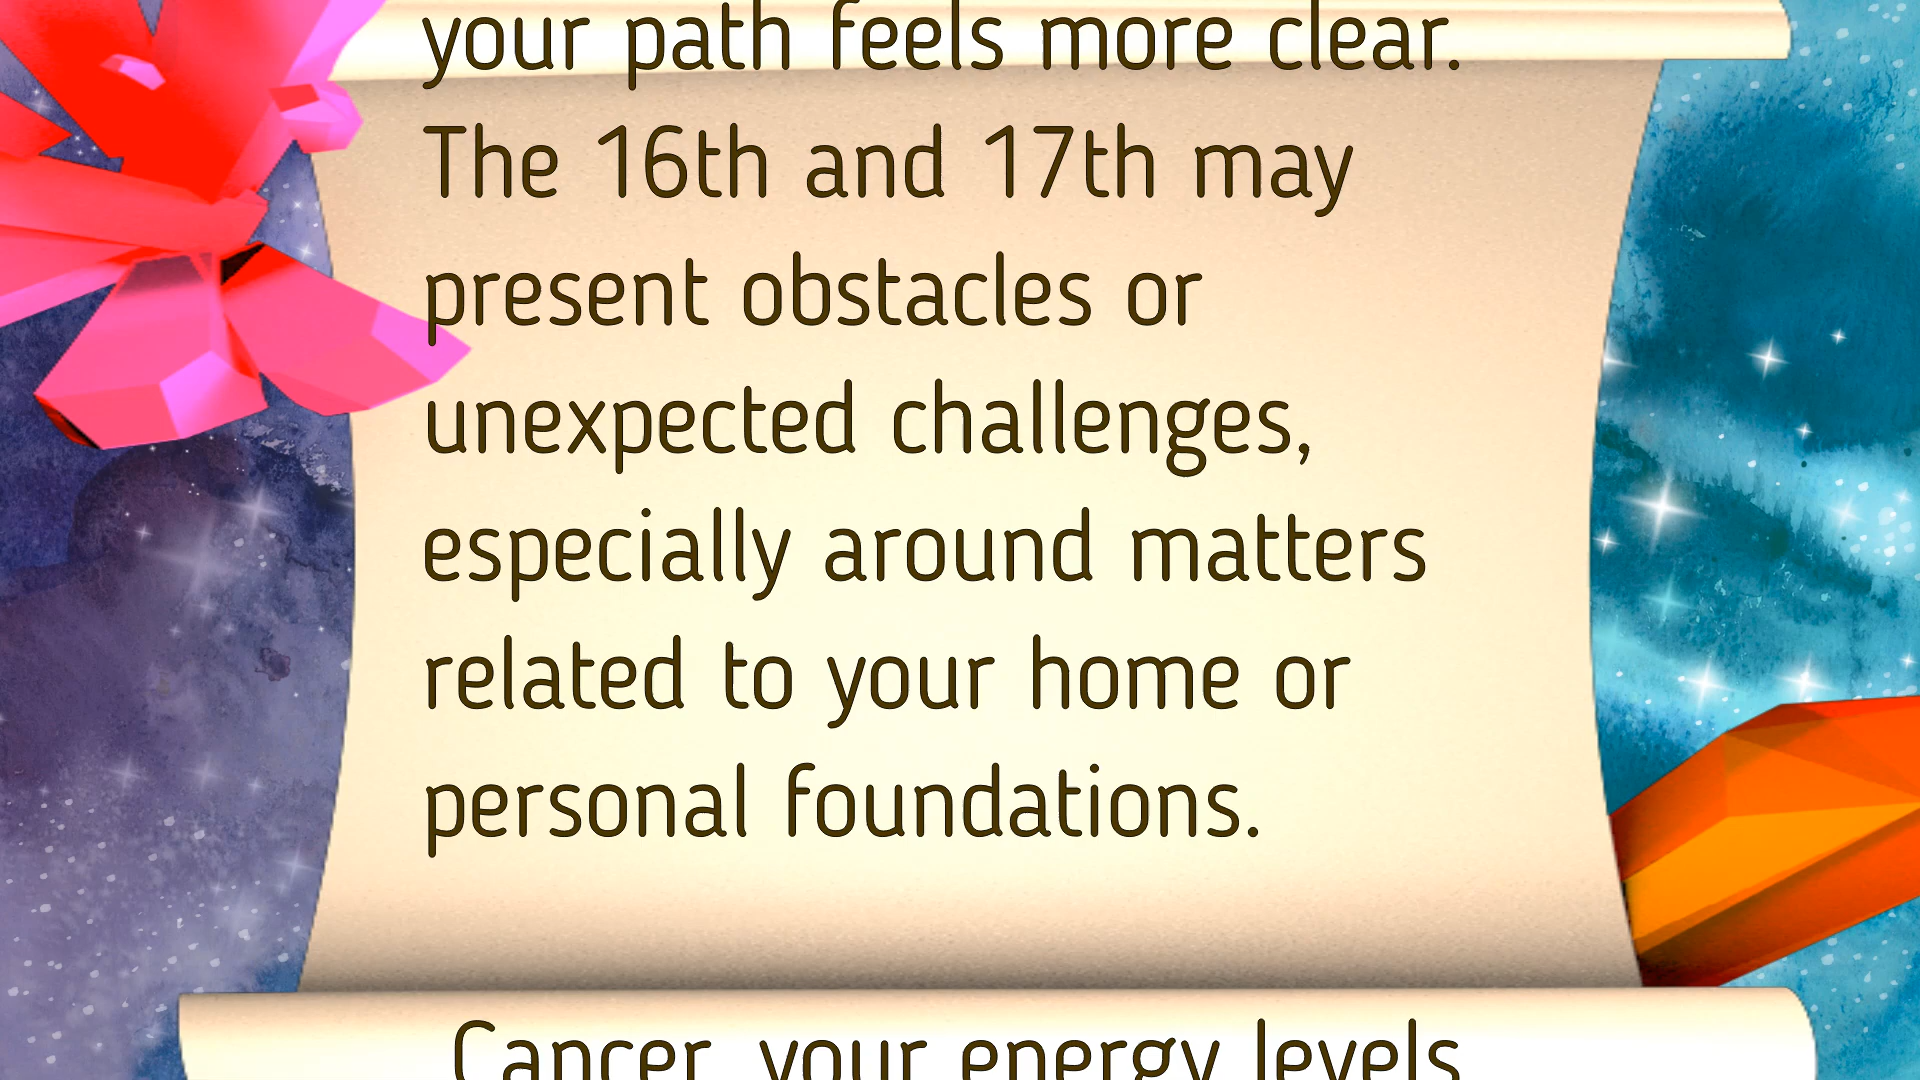 your path feels more clear.
The 16th and 17th may
present obstacles or
unexpected challenges,
especially around matters
related to your home or
personal foundations.
Cancer, your energy levels